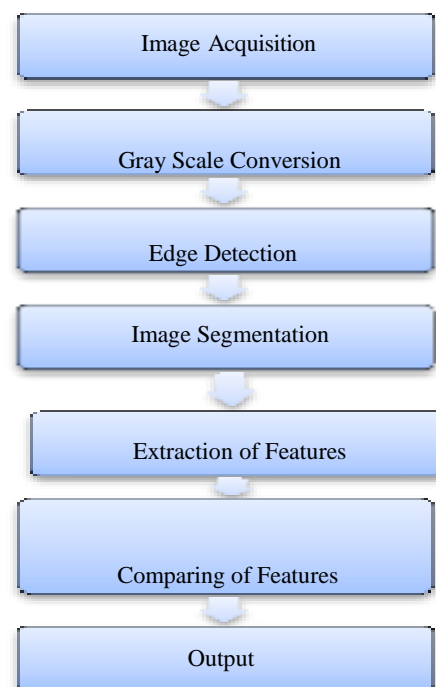 Image Acquisition
Gray Scale Conversion
Edge Detection
Image Segmentation
Extraction of Features
Comparing of Features
Output